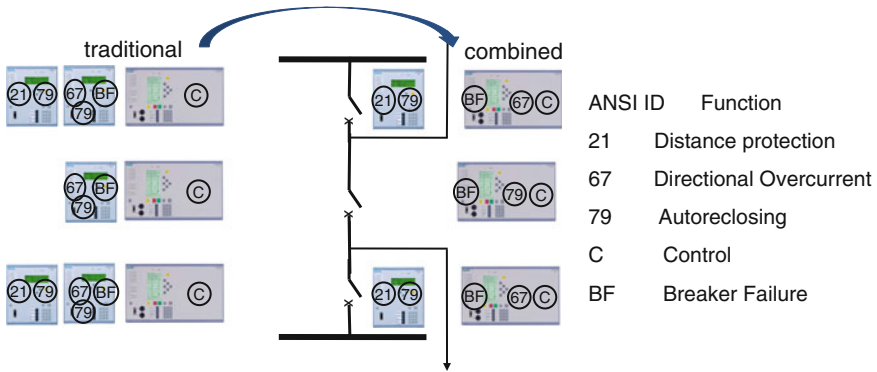 traditional
combined
21 79 67 BF 79 C
21 79 BF 67 C
67 BF 79 C
BF 79 C
21 79 67 BF 79 C
21 79 BF 67 C
ANSI ID Function
21 Distance protection
67 Directional Overcurrent
79 Autoreclosing
C Control
BF Breaker Failure